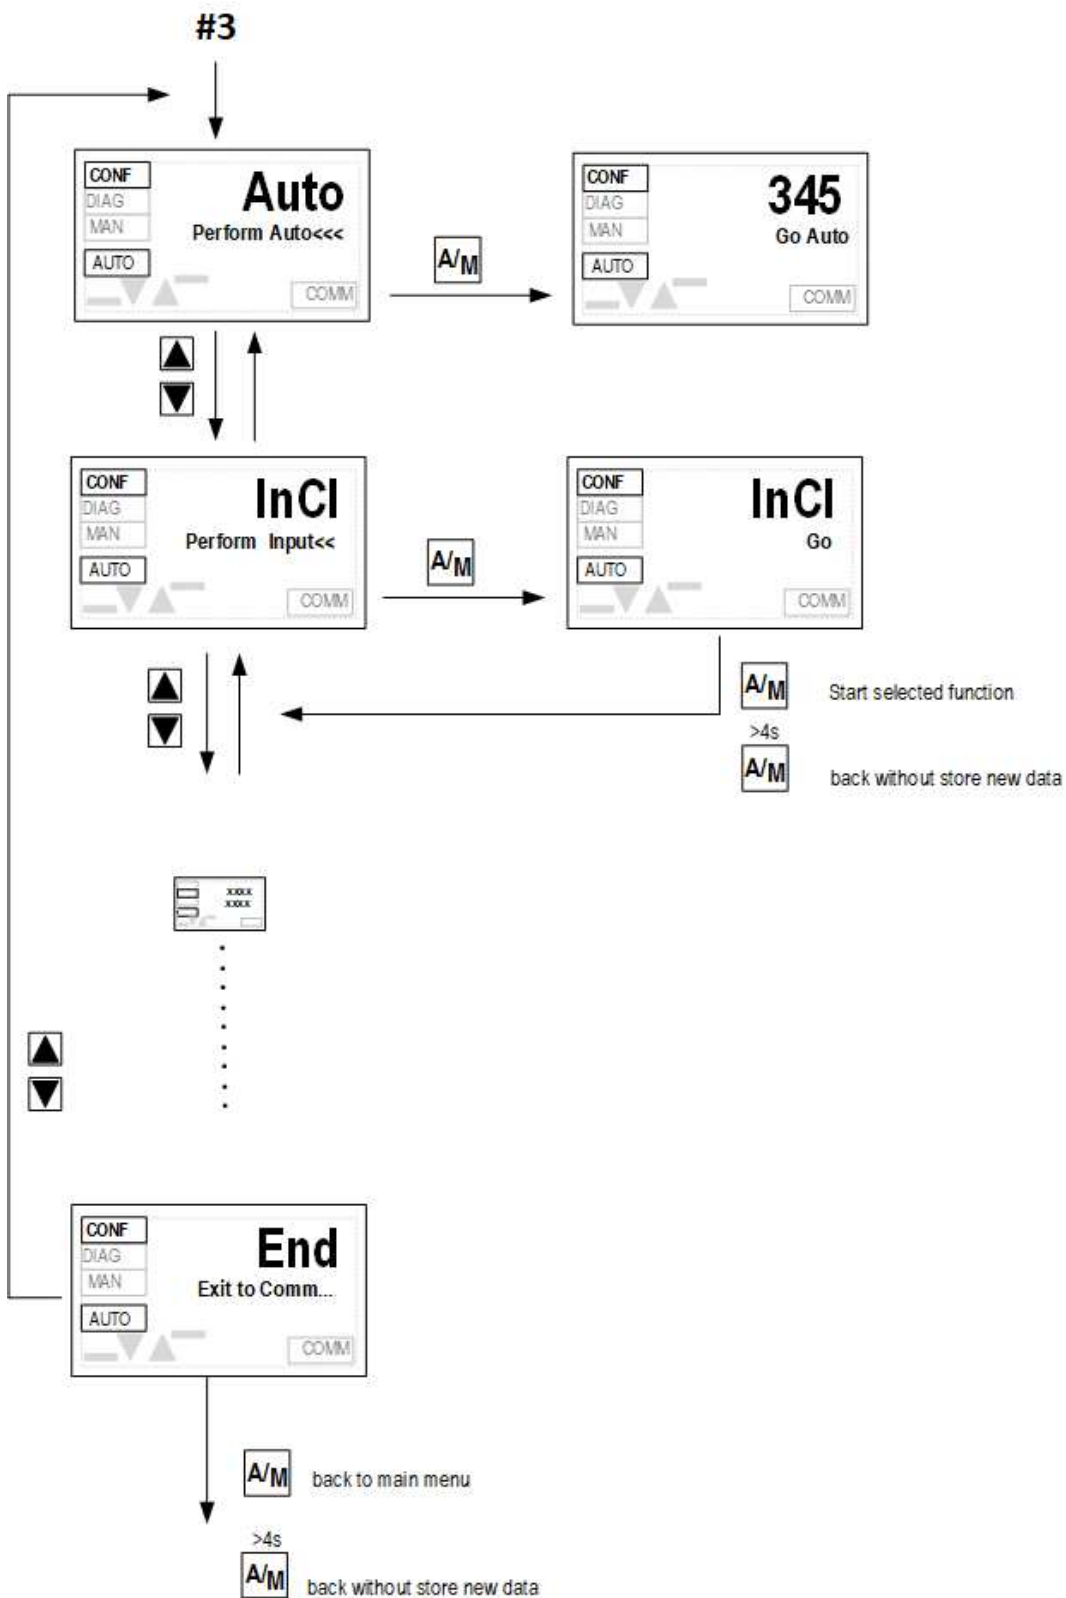 #3
CONF
DIAG
MAN
AUTO
Auto
Perform Auto<<<
COMM
A/M
CONF
DIAG
MAN
AUTO
345
Go Auto
COMM
CONF
DIAG
MAN
AUTO
InCl
Perform Input<<
COMM
A/M
CONF
DIAG
MAN
AUTO
InCl
Go
COMM
A/M Start selected function
>4s
A/M back without store new data
xxxx
xxxx
CONF
DIAG
MAN
AUTO
End
Exit to Comm...
COMM
A/M back to main menu
>4s
A/M back without store new data